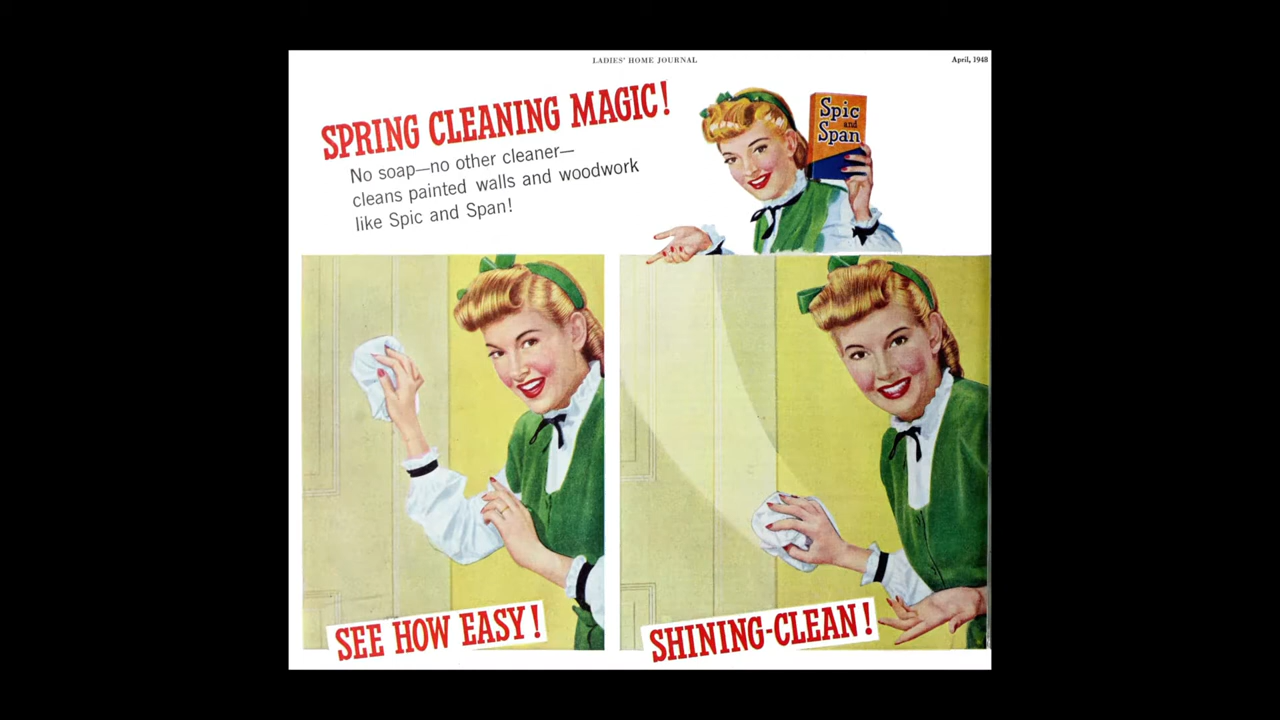 LADIES' HOME JOURNAL
April, 1948
SPRING CLEANING MAGIC!
No soap—no other cleaner—
cleans painted walls and woodwork
like Spic and Span!
Spic
and
Span
SEE HOW EASY!
SHINING-CLEAN!